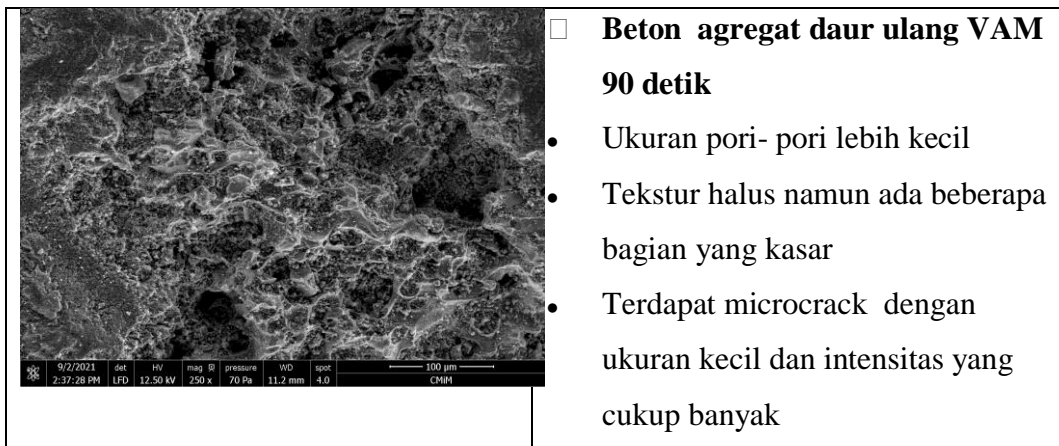 9/2/2021 det HV mag pressure WD spot 100 µm
2:37:28 PM LFD 12.50 kV 250 x 70 Pa 11.2 mm 4.0 CMiM
Beton agregat daur ulang VAM
90 detik
Ukuran pori- pori lebih kecil
Tekstur halus namun ada beberapa
bagian yang kasar
Terdapat microcrack dengan
ukuran kecil dan intensitas yang
cukup banyak